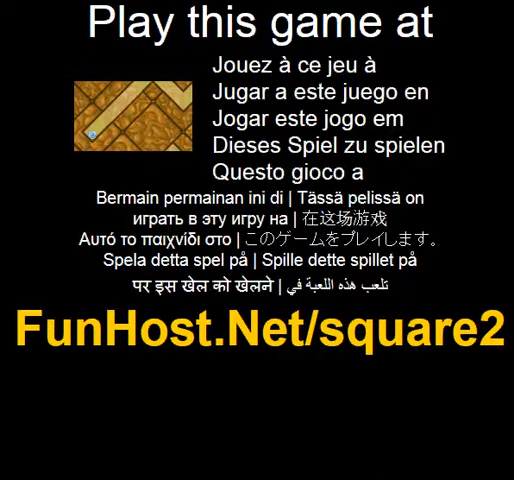 Play this game at
Jouez à ce jeu à
Jugar a este juego en
Jogar este jogo em
Dieses Spiel zu spielen
Questo gioco a
Bermain permainan ini di | Tässä pelissä on
играть в эту игру на | 在这场游戏
Αυτό το παιχνίδι στο | このゲームをプレイします。
Spela detta spel på | Spille dette spillet på
पर इस खेल को खेलने | تلعب هذه اللعبة في
FunHost.Net/square2